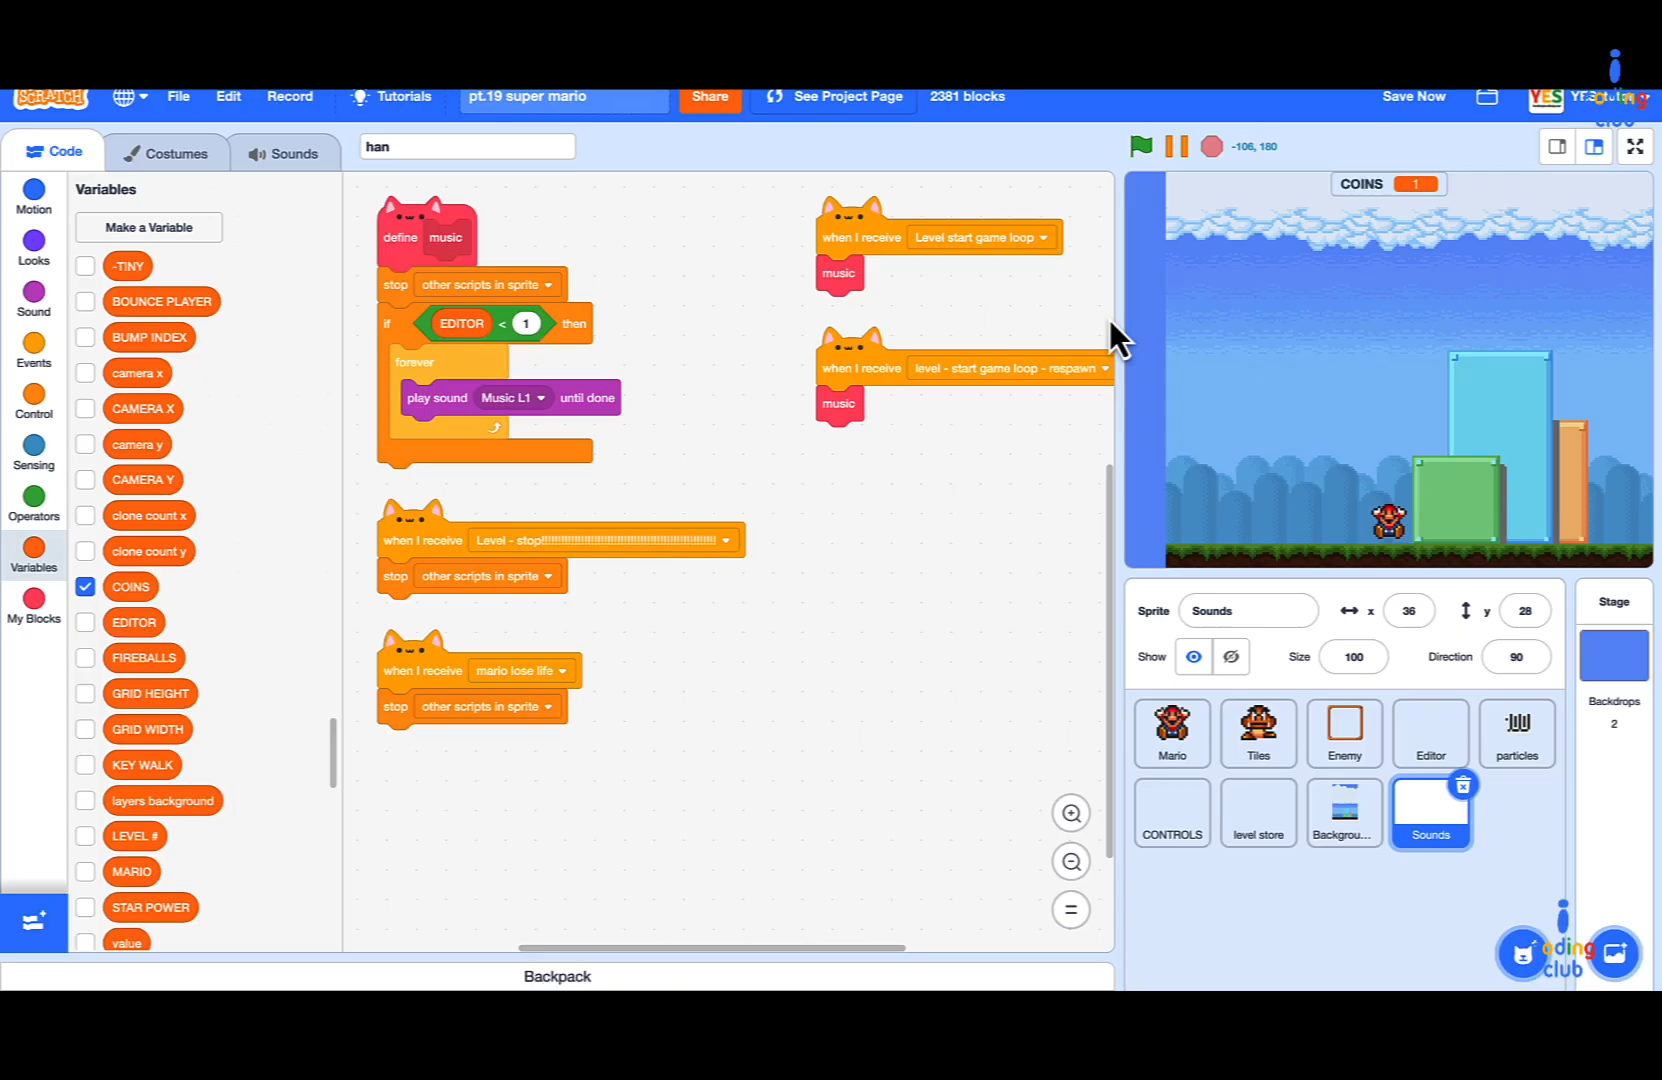 SCRATCH File Edit Record Tutorials pt.19 super mario Share See Project Page 2381 blocks Save Now YES
Code Costumes Sounds han -106, 180
oding
club
Variables
Make a Variable
Motion
Looks
Sound
Events
Control
Sensing
Operators
Variables
My Blocks
-TINY
BOUNCE PLAYER
BUMP INDEX
camera x
CAMERA X
camera y
CAMERA Y
clone count x
clone count y
COINS
EDITOR
FIREBALLS
GRID HEIGHT
GRID WIDTH
KEY WALK
layers background
LEVEL #
MARIO
STAR POWER
value
define music
stop other scripts in sprite
if EDITOR < 1 then
forever
play sound Music L1 until done
when I receive Level - stop!!!!!!!!!!!!!!!!!!!!!!!!!!!!!!!!!!!!!!!!!!!!!!!!!!!!
stop other scripts in sprite
when I receive mario lose life
stop other scripts in sprite
when I receive Level start game loop
music
when I receive level - start game loop - respawn
music
Backpack
COINS 1
Sprite Sounds x 36 y 28
Show Size 100 Direction 90
Mario Tiles Enemy Editor particles
CONTROLS level store Backgrou... Sounds
Stage
Backdrops
2
oding
club